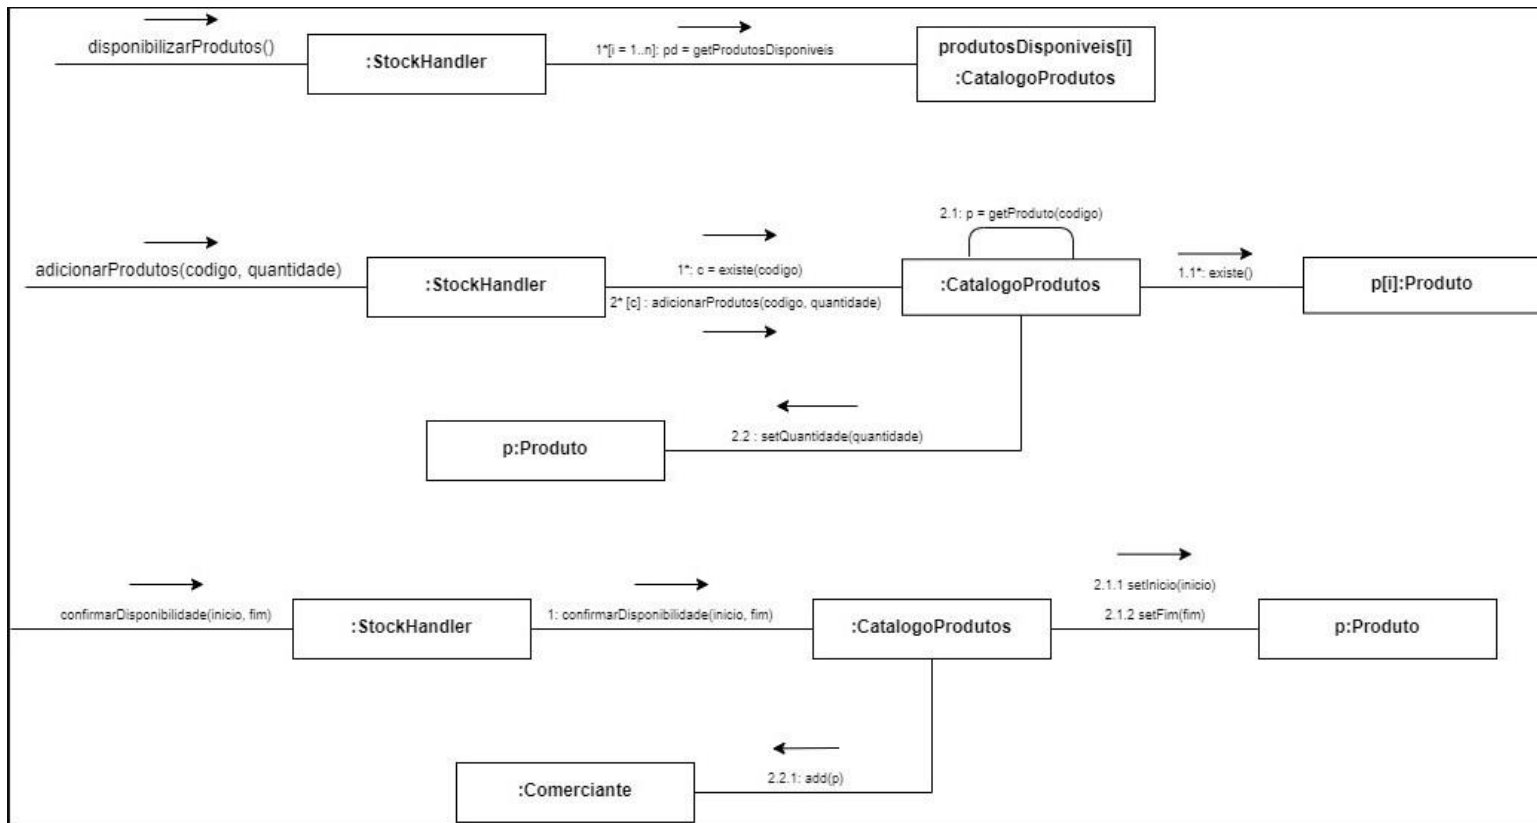 disponibilizarProdutos()
:StockHandler
1*[i = 1..n]: pd = getProdutosDisponiveis
produtosDisponiveis[i]
:CatalogoProdutos
2.1: p = getProduto(codigo)
adicionarProdutos(codigo, quantidade)
:StockHandler
1*: c = existe(codigo)
2* [c] : adicionarProdutos(codigo, quantidade)
:CatalogoProdutos
1.1*: existe()
p[i]:Produto
p:Produto
2.2 : setQuantidade(quantidade)
confirmarDisponibilidade(inicio, fim)
:StockHandler
1: confirmarDisponibilidade(inicio, fim)
:CatalogoProdutos
2.1.1 setInicio(inicio)
2.1.2 setFim(fim)
p:Produto
:Comerciante
2.2.1: add(p)